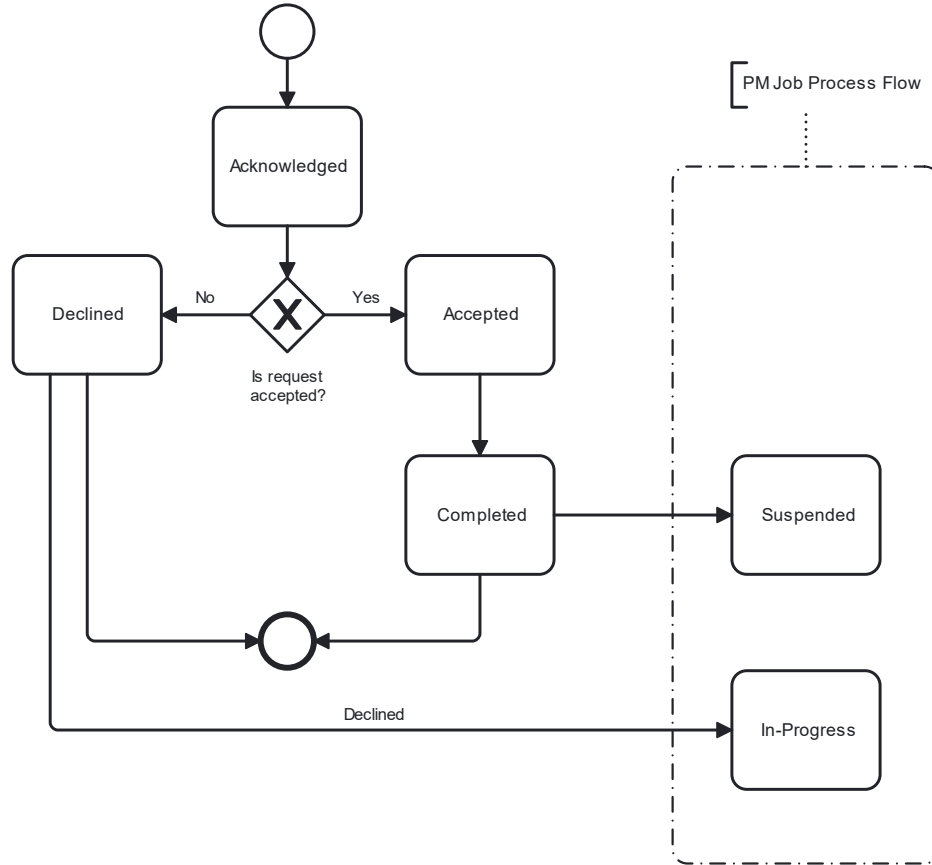 PM Job Process Flow
Acknowledged
No
Yes
Declined
Accepted
Is request
accepted?
Completed
Suspended
Declined
In-Progress